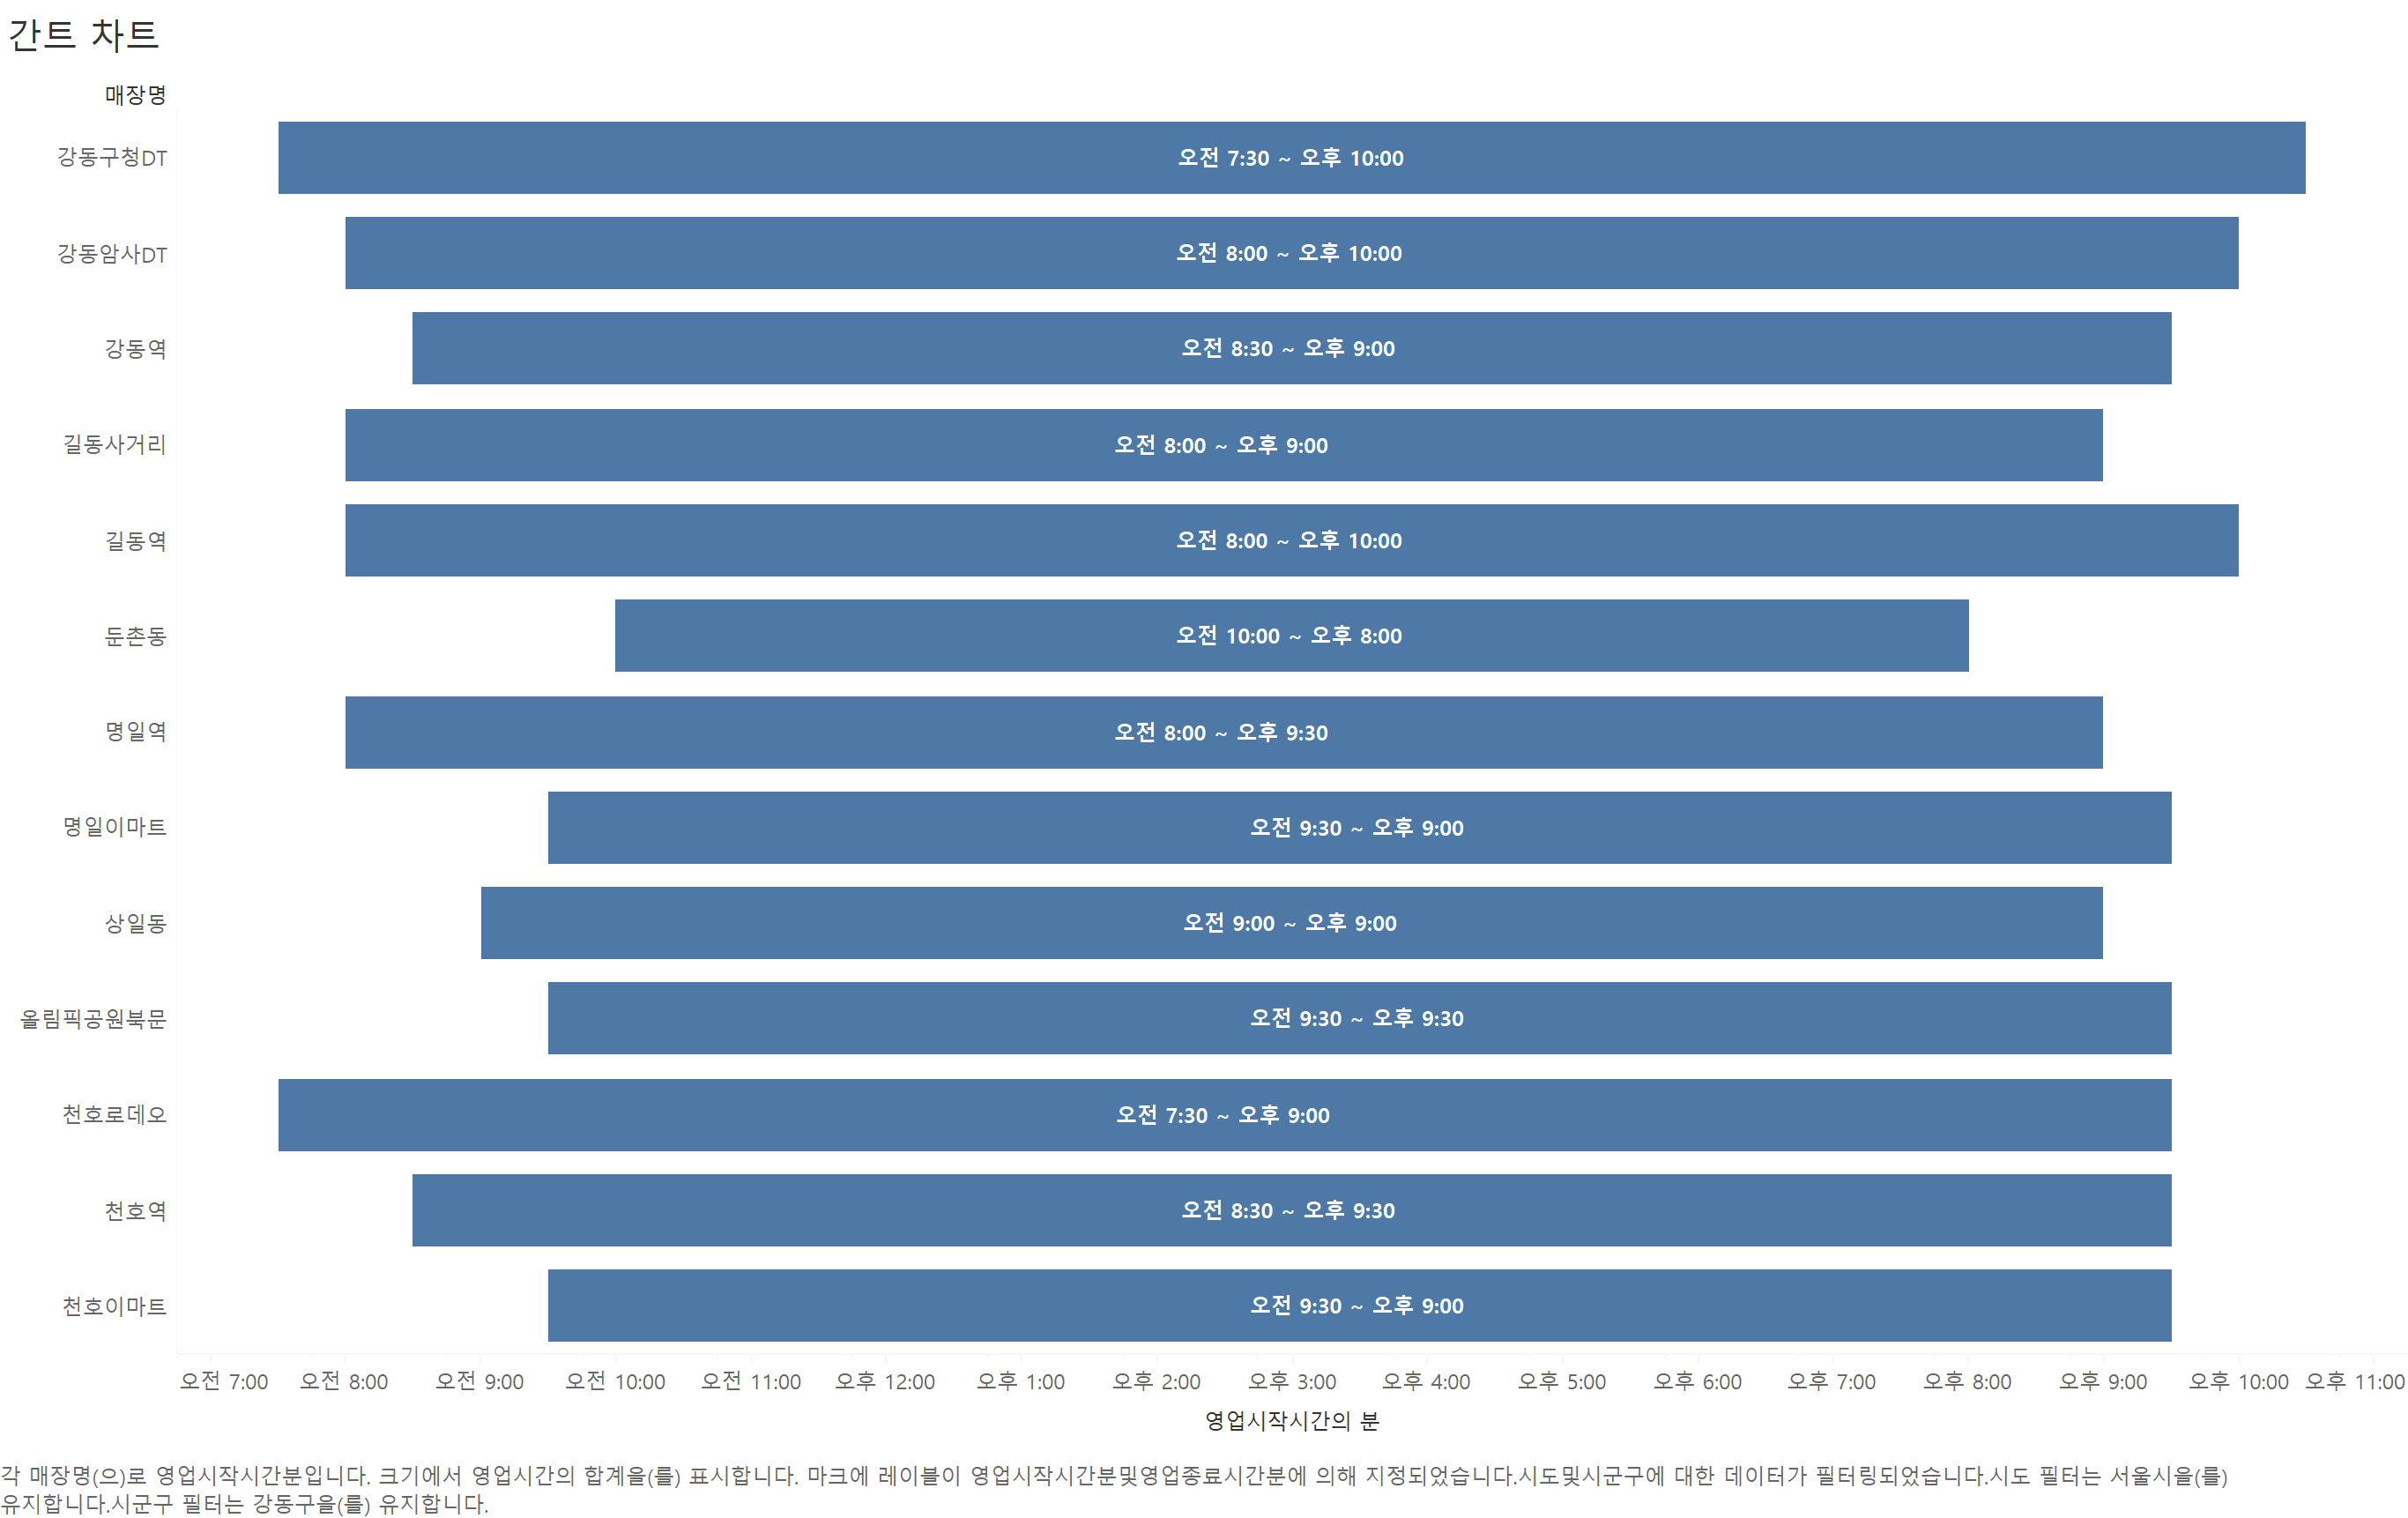 간트 차트
매장명
강동구청DT 오전 7:30 ~ 오후 10:00
강동암사DT 오전 8:00 ~ 오후 10:00
강동역 오전 8:30 ~ 오후 9:00
길동사거리 오전 8:00 ~ 오후 9:00
길동역 오전 8:00 ~ 오후 10:00
둔촌동 오전 10:00 ~ 오후 8:00
명일역 오전 8:00 ~ 오후 9:30
명일이마트 오전 9:30 ~ 오후 9:00
상일동 오전 9:00 ~ 오후 9:00
올림픽공원북문 오전 9:30 ~ 오후 9:30
천호로데오 오전 7:30 ~ 오후 9:00
천호역 오전 8:30 ~ 오후 9:30
천호이마트 오전 9:30 ~ 오후 9:00
오전 7:00 오전 8:00 오전 9:00 오전 10:00 오전 11:00 오후 12:00 오후 1:00 오후 2:00 오후 3:00 오후 4:00 오후 5:00 오후 6:00 오후 7:00 오후 8:00 오후 9:00 오후 10:00 오후 11:00
영업시작시간의 분
각 매장명(으)로 영업시작시간분입니다. 크기에서 영업시간의 합계을(를) 표시합니다. 마크에 레이블이 영업시작시간분및영업종료시간분에 의해 지정되었습니다.시도및시군구에 대한 데이터가 필터링되었습니다.시도 필터는 서울시을(를)
유지합니다.시군구 필터는 강동구을(를) 유지합니다.